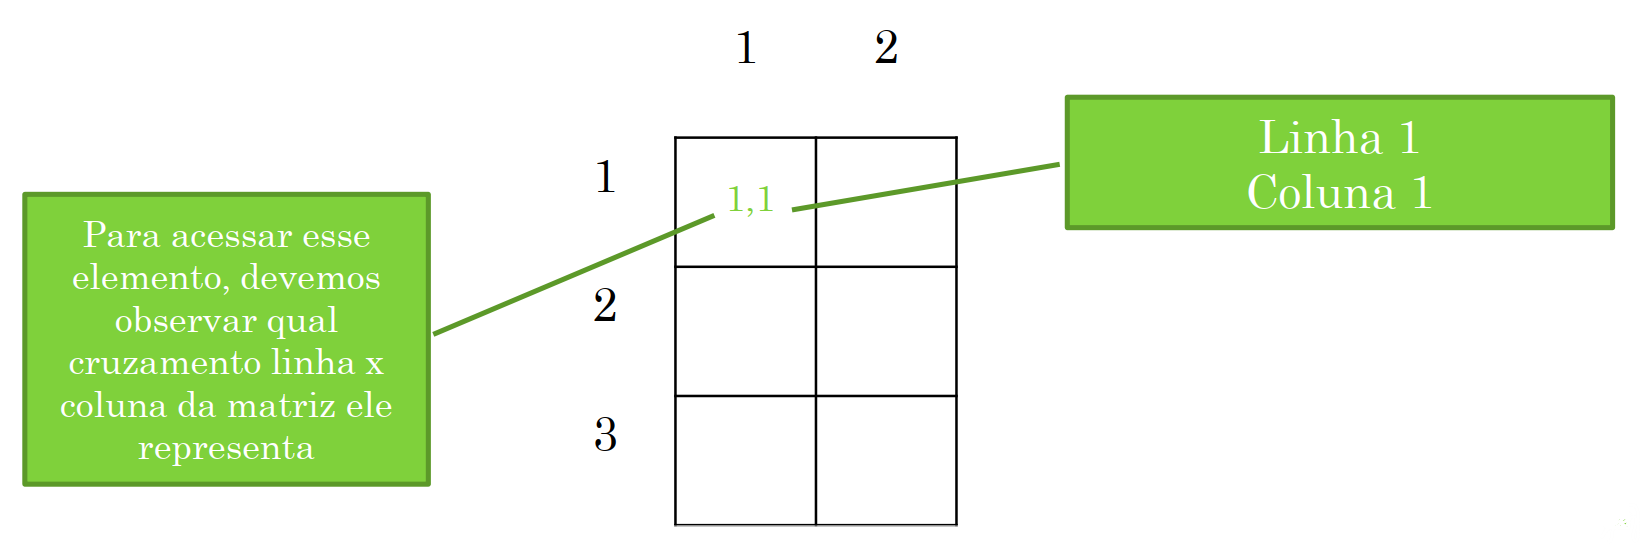 1 2
Linha 1
Coluna 1
1
1,1
Para acessar esse
elemento, devemos
observar qual
cruzamento linha x
coluna da matriz ele
representa
2
3